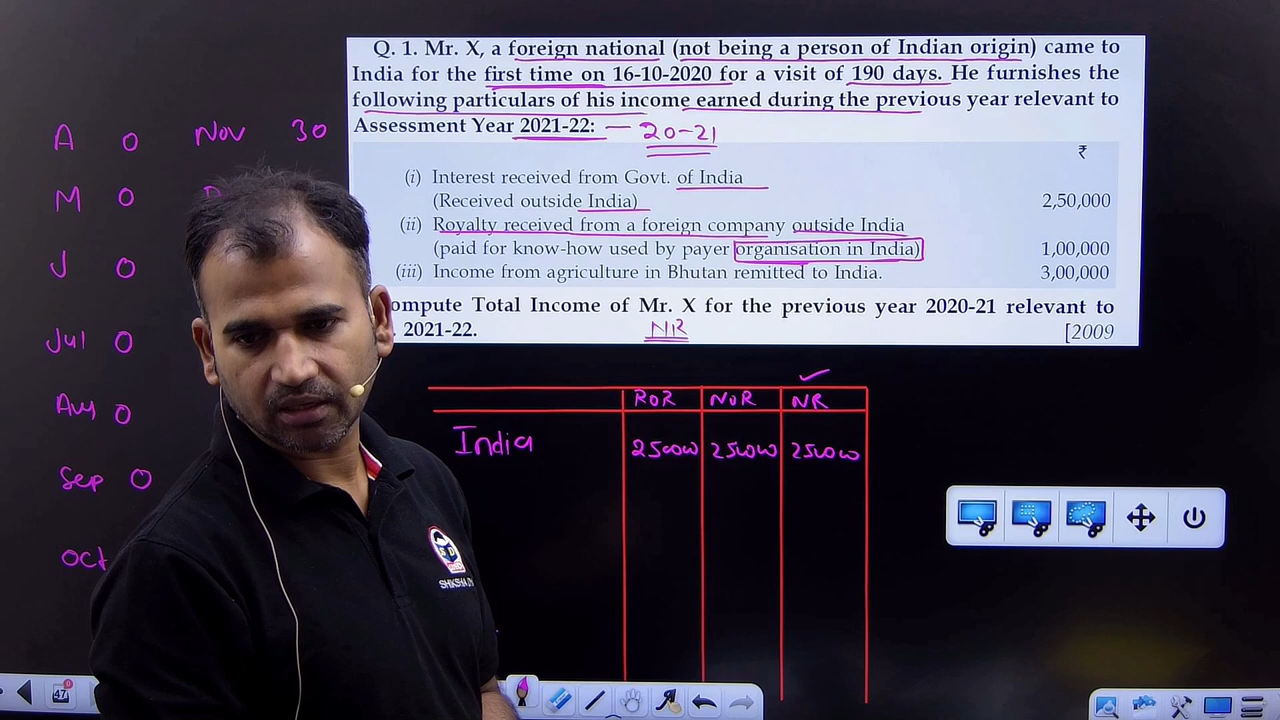 Q. 1. Mr. X, a foreign national (not being a person of Indian origin) came to
India for the first time on 16-10-2020 for a visit of 190 days. He furnishes the
following particulars of his income earned during the previous year relevant to
Assessment Year 2021-22: — 20-21
₹
(i) Interest received from Govt. of India
(Received outside India) 2,50,000
(ii) Royalty received from a foreign company outside India
(paid for know-how used by payer organisation in India) 1,00,000
(iii) Income from agriculture in Bhutan remitted to India. 3,00,000
ompute Total Income of Mr. X for the previous year 2020-21 relevant to
2021-22. NR [2009
A 0 Nov 30
M 0
J 0
Jul 0
Aug 0
Sep 0
Oct
ROR NOR NR
India 250000 250000 250000
SD
SHIKSHA
47